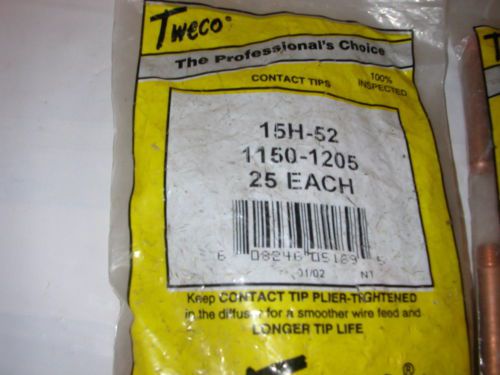 Tweco®
The Professional's Choice
CONTACT TIPS
100%
INSPECTED
15H-52
1150-1205
25 EACH
6 08246 05189 5
01/02 NT
Keep CONTACT TIP PLIER-TIGHTENED
in the diffuser for a smoother wire feed and
LONGER TIP LIFE
®